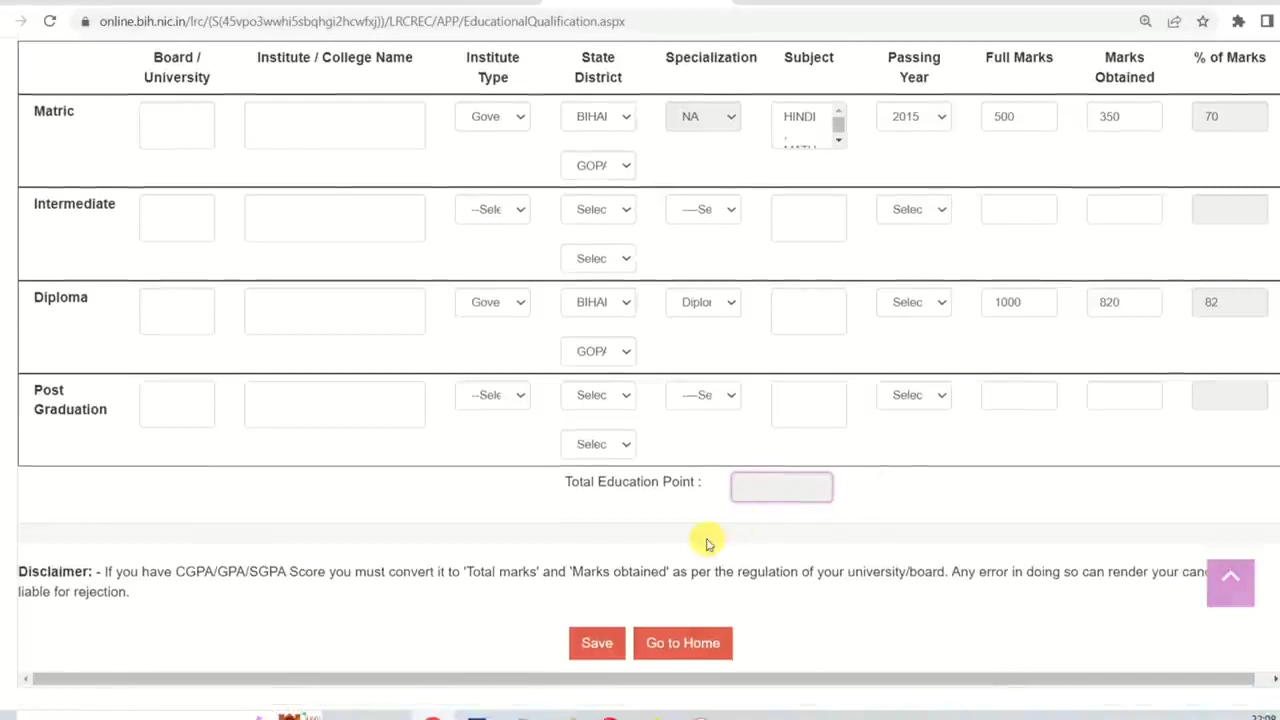 online.bih.nic.in/lrc/(S(45vpo3wwhi5sbqhgi2hcwfxj))/LRCREC/APP/EducationalQualification.aspx
Board / University Institute / College Name Institute Type State District Specialization Subject Passing Year Full Marks Marks Obtained % of Marks
Matric Gove BIHAI NA HINDI 2015 500 350 70
,
GOPA
Intermediate --Sele Selec ----Se Selec
Selec
Diploma Gove BIHAI Diplor Selec 1000 820 82
GOPA
Post Graduation --Sele Selec ----Se Selec
Selec
Total Education Point :
Disclaimer: - If you have CGPA/GPA/SGPA Score you must convert it to 'Total marks' and 'Marks obtained' as per the regulation of your university/board. Any error in doing so can render your canc
liable for rejection.
Save Go to Home